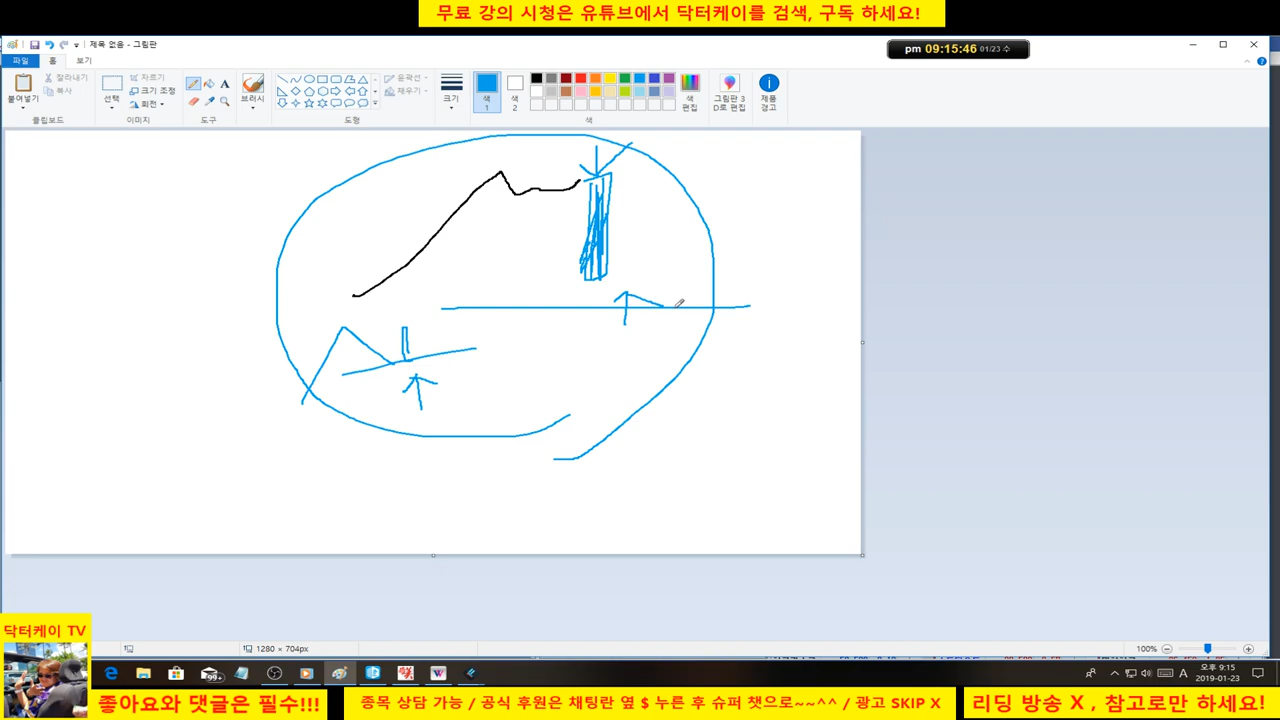 무료 강의 시청은 유튜브에서 닥터케이를 검색, 구독 하세요!
제목 없음 - 그림판
pm 09:15:46 01/23 수
파일 홈 보기
붙여넣기
잘라내기
복사
클립보드
선택
자르기
크기 조정
회전
이미지
A
도구
브러시
윤곽선
채우기
도형
크기
색 1
색 2
색 편집
색
그림판 3D로 편집
제품 경고
1280 × 704px
100%
닥터케이 TV
99+
A
오후 9:15
2019-01-23
좋아요와 댓글은 필수!!!
종목 상담 가능 / 공식 후원은 채팅란 옆 $ 누른 후 슈퍼 챗으로~~^^ / 광고 SKIP X
리딩 방송 X , 참고로만 하세요!